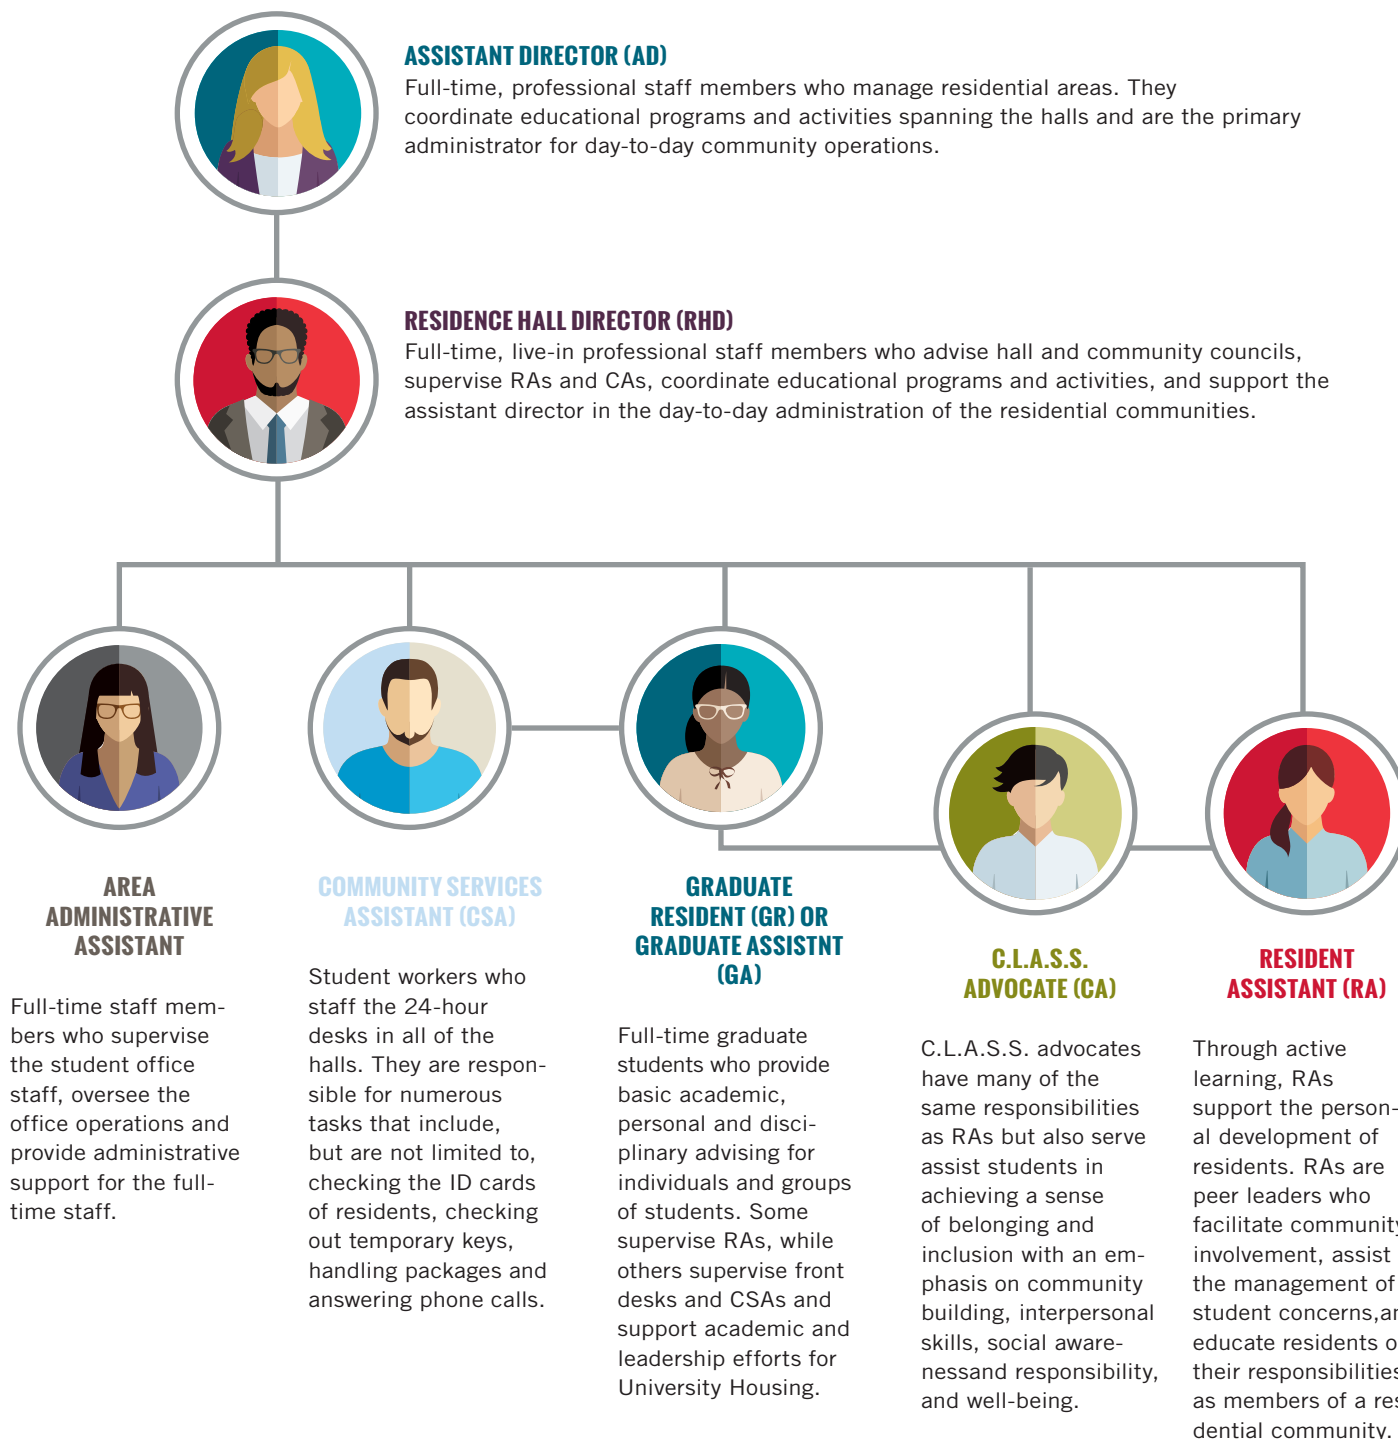 ASSISTANT DIRECTOR (AD)
Full-time, professional staff members who manage residential areas. They
coordinate educational programs and activities spanning the halls and are the primary
administrator for day-to-day community operations.
RESIDENCE HALL DIRECTOR (RHD)
Full-time, live-in professional staff members who advise hall and community councils,
supervise RAs and CAs, coordinate educational programs and activities, and support the
assistant director in the day-to-day administration of the residential communities.
AREA
ADMINISTRATIVE
ASSISTANT
Full-time staff mem-
bers who supervise
the student office
staff, oversee the
office operations and
provide administrative
support for the full-
time staff.
COMMUNITY SERVICES
ASSISTANT (CSA)
Student workers who
staff the 24-hour
desks in all of the
halls. They are respon-
sible for numerous
tasks that include,
but are not limited to,
checking the ID cards
of residents, checking
out temporary keys,
handling packages and
answering phone calls.
GRADUATE
RESIDENT (GR) OR
GRADUATE ASSISTNT
(GA)
Full-time graduate
students who provide
basic academic,
personal and disci-
plinary advising for
individuals and groups
of students. Some
supervise RAs, while
others supervise front
desks and CSAs and
support academic and
leadership efforts for
University Housing.
C.L.A.S.S.
ADVOCATE (CA)
C.L.A.S.S. advocates
have many of the
same responsibilities
as RAs but also serve
assist students in
achieving a sense
of belonging and
inclusion with an em-
phasis on community
building, interpersonal
skills, social aware-
nessand responsibility,
and well-being.
RESIDENT
ASSISTANT (RA)
Through active
learning, RAs
support the person-
al development of
residents. RAs are
peer leaders who
facilitate community
involvement, assist
the management of
student concerns,an
educate residents o
their responsibilities
as members of a res
dential community.